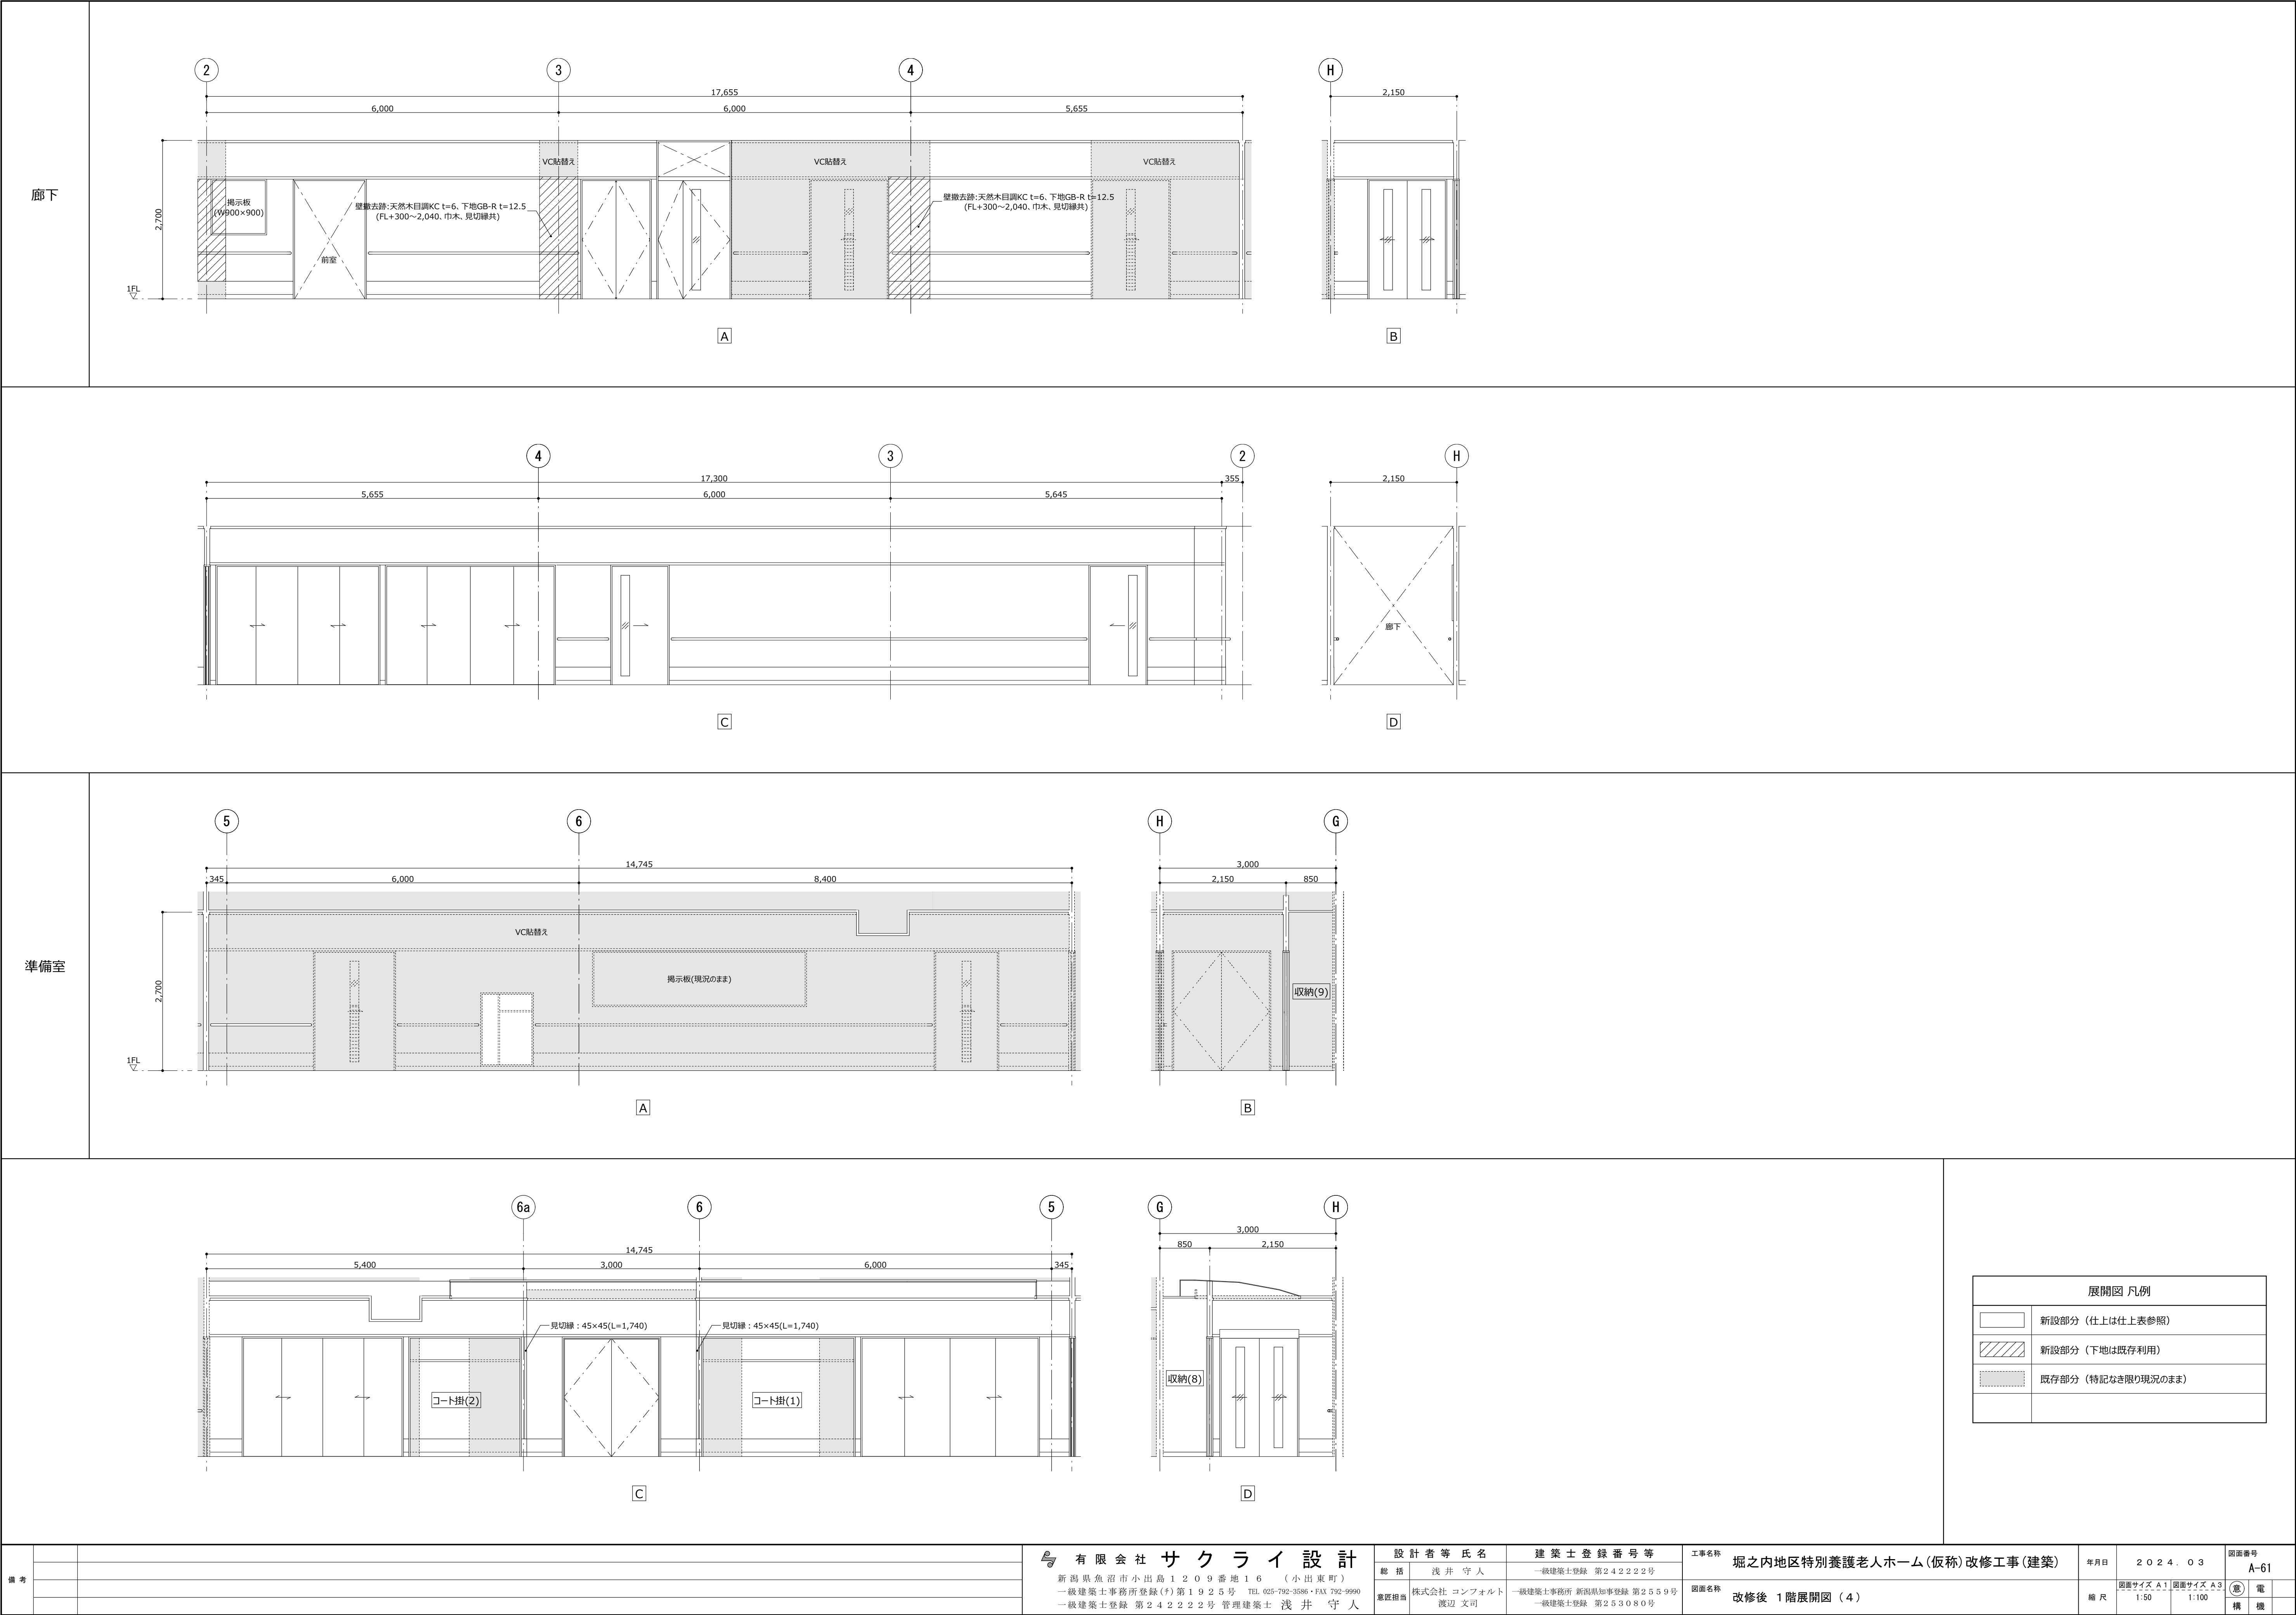 廊下
2
3
4
H
17,655
6,000
6,000
5,655
2,150
2,700
1FL
掲示板
(W900×900)
前室
VC貼替え
VC貼替え
VC貼替え
壁撤去跡:天然木目調KC t=6、下地GB-R t=12.5
(FL+300～2,040、巾木、見切縁共)
壁撤去跡:天然木目調KC t=6、下地GB-R t=12.5
(FL+300～2,040、巾木、見切縁共)
A
B
4
3
2
H
17,300
355
5,655
6,000
5,645
2,150
廊下
C
D
準備室
5
6
H
G
14,745
345
6,000
8,400
3,000
2,150
850
2,700
1FL
VC貼替え
掲示板(現況のまま)
収納(9)
A
B
6a
6
5
G
H
14,745
5,400
3,000
6,000
345
3,000
850
2,150
見切縁：45×45(L=1,740)
見切縁：45×45(L=1,740)
コート掛(2)
コート掛(1)
収納(8)
C
D
展開図 凡例
新設部分（仕上は仕上表参照）
新設部分（下地は既存利用）
既存部分（特記なき限り現況のまま）
備 考
有限会社 サクライ設計
新潟県魚沼市小出島１２０９番地１６ （小出東町）
一級建築士事務所登録(ﾁ)第１９２５号 TEL 025-792-3586・FAX 792-9990
一級建築士登録 第２４２２２２号 管理建築士 浅井 守人
設計者等 氏名
建築士登録番号等
総括
浅井 守人
一級建築士登録 第２４２２２２号
意匠担当
株式会社 コンフォルト
渡辺 文司
一級建築士事務所 新潟県知事登録 第２５５９号
一級建築士登録 第２５３０８０号
工事名称
堀之内地区特別養護老人ホーム(仮称)改修工事(建築)
図面名称
改修後 １階展開図（４）
年月日
２０２４．０３
縮尺
図面サイズ Ａ１
1:50
図面サイズ Ａ３
1:100
図面番号
A-61
意
電
構
機